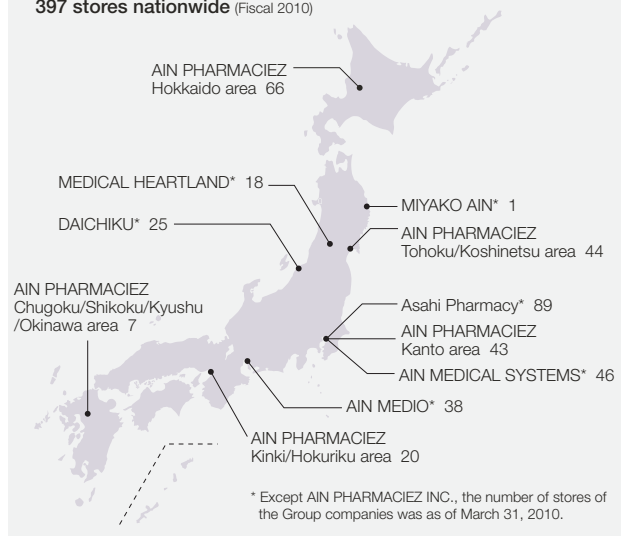 397 stores nationwide (Fiscal 2010)
AIN PHARMACIEZ
Hokkaido area 66
MEDICAL HEARTLAND* 18
DAICHIKU* 25
MIYAKO AIN* 1
AIN PHARMACIEZ
Tohoku/Koshinetsu area 44
AIN PHARMACIEZ
Chugoku/Shikoku/Kyushu
/Okinawa area 7
Asahi Pharmacy* 89
AIN PHARMACIEZ
Kanto area 43
AIN MEDICAL SYSTEMS* 46
AIN MEDIO* 38
AIN PHARMACIEZ
Kinki/Hokuriku area 20
* Except AIN PHARMACIEZ INC., the number of stores of
the Group companies was as of March 31, 2010.